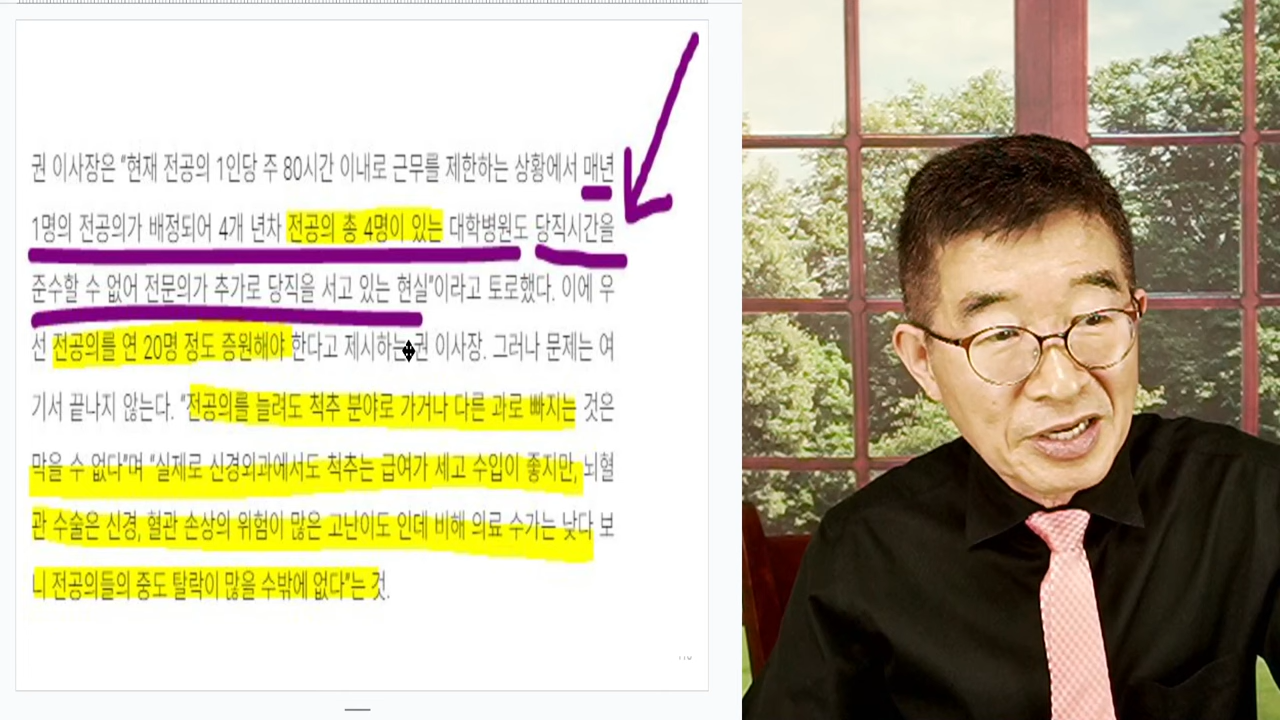 권 이사장은 "현재 전공의 1인당 주 80시간 이내로 근무를 제한하는 상황에서 매년
1명의 전공의가 배정되어 4개 년차 전공의 총 4명이 있는 대학병원도 당직시간을
준수할 수 없어 전문의가 추가로 당직을 서고 있는 현실"이라고 토로했다. 이에 우
선 전공의를 연 20명 정도 증원해야 한다고 제시하는 권 이사장. 그러나 문제는 여
기서 끝나지 않는다. "전공의를 늘려도 척추 분야로 가거나 다른 과로 빠지는 것은
막을 수 없다"며 "실제로 신경외과에서도 척추는 급여가 세고 수입이 좋지만, 뇌혈
관 수술은 신경, 혈관 손상의 위험이 많은 고난이도 인데 비해 의료 수가는 낮다 보
니 전공의들의 중도 탈락이 많을 수밖에 없다"는 것.